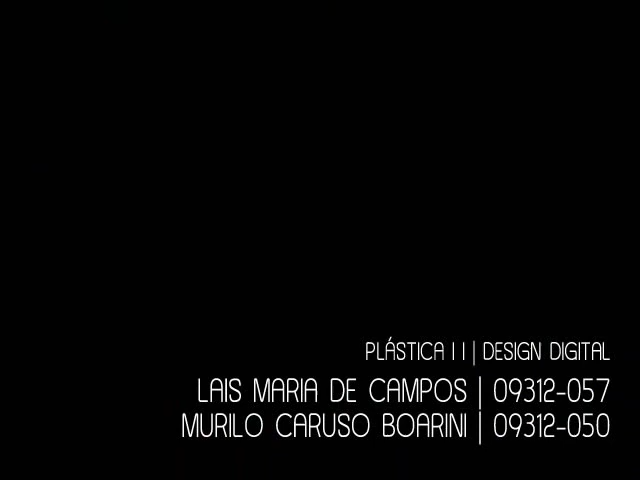 PLÁSTICA I I | DESIGN DIGITAL
LAIS MARIA DE CAMPOS | 09312-057
MURILO CARUSO BOARINI | 09312-050